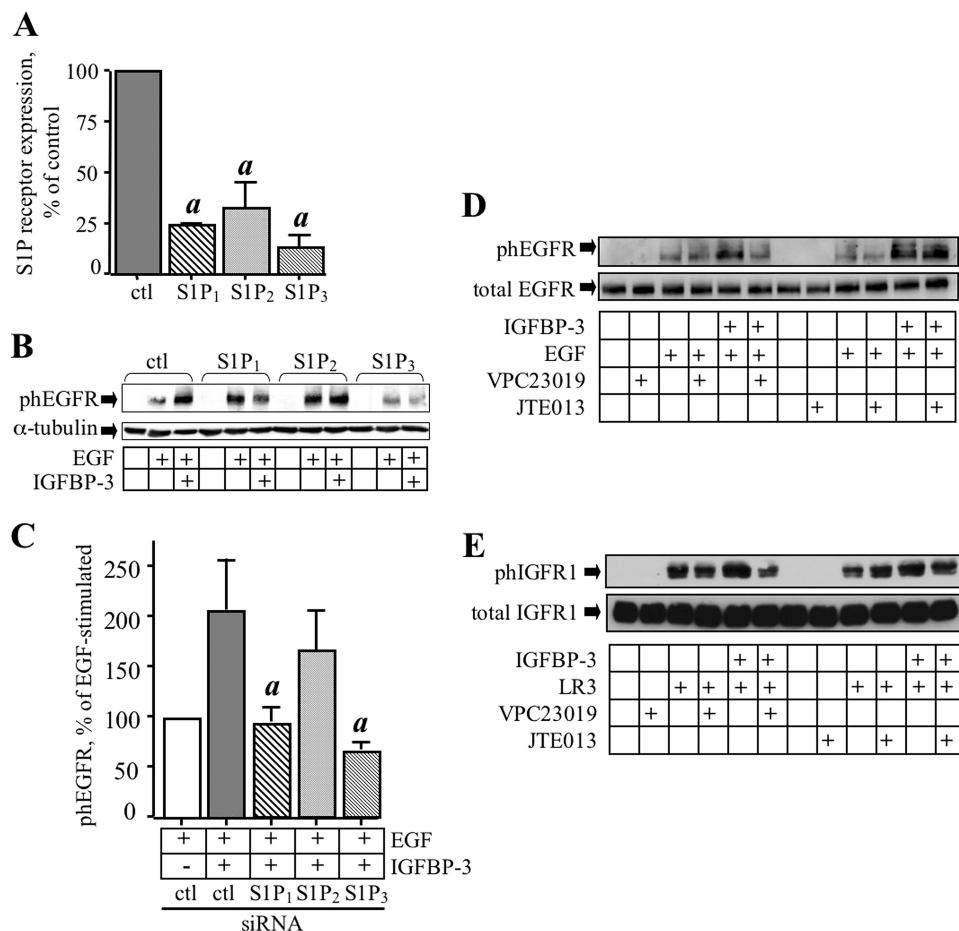 A
S1P receptor expression,
% of control
100
75
50
25
0
a
a
a
ctl S1P1 S1P2 S1P3
B
ctl S1P1 S1P2 S1P3
phEGFR
α-tubulin
EGF + + + + + + + +
IGFBP-3 + + + +
C
phEGFR, % of EGF-stimulated
250
200
150
100
50
0
a
a
+ + + + + EGF
- + + + + IGFBP-3
ctl ctl S1P1 S1P2 S1P3
siRNA
D
phEGFR
total EGFR
IGFBP-3 + + + +
EGF + + + + + + + +
VPC23019 + + +
JTE013 + + +
E
phIGFR1
total IGFR1
IGFBP-3 + + + +
LR3 + + + + + + + +
VPC23019 + + +
JTE013 + + +